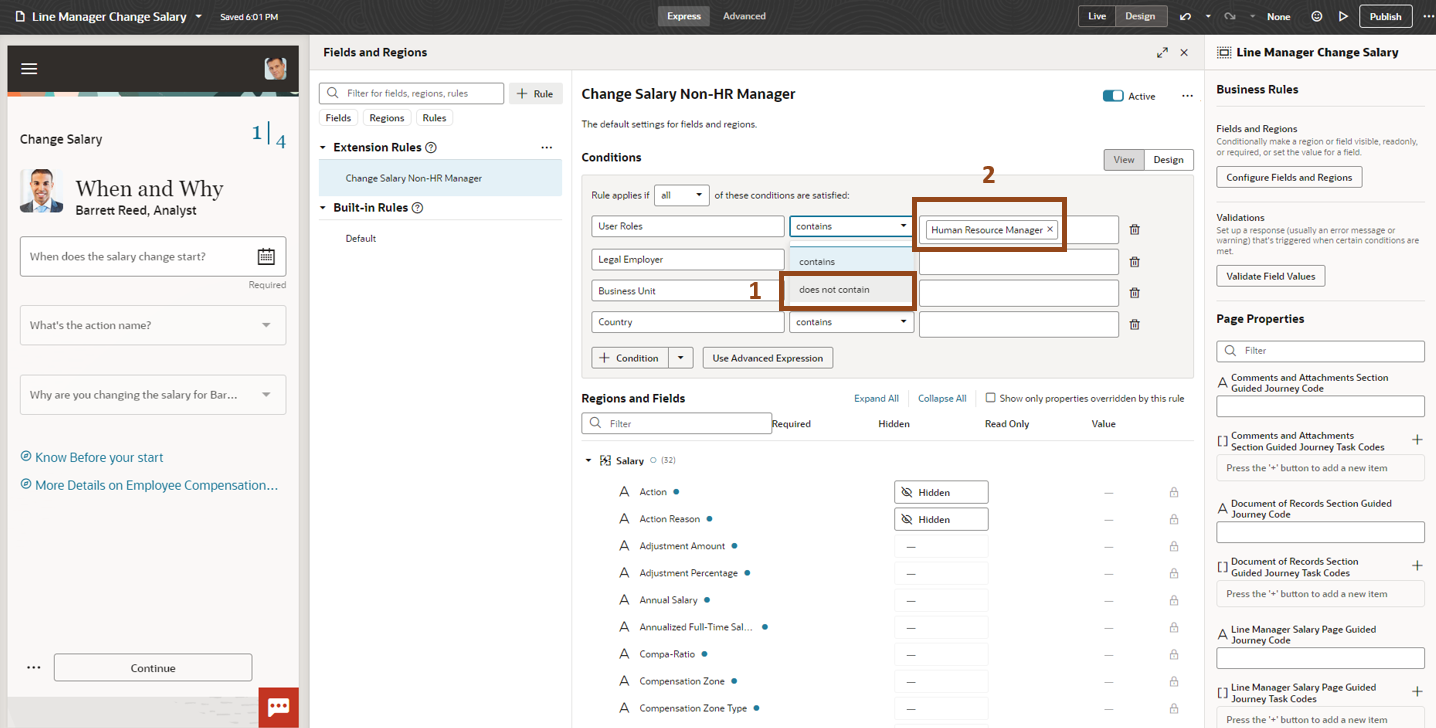 Line Manager Change Salary
Saved 6:01 PM
Express
Advanced
Live
Design
None
Publish
Change Salary
1
4
When and Why
Barrett Reed, Analyst
When does the salary change start?
Required
What's the action name?
Why are you changing the salary for Bar...
Know Before your start
More Details on Employee Compensation...
Continue
Fields and Regions
Filter for fields, regions, rules
+ Rule
Fields
Regions
Rules
Extension Rules
Change Salary Non-HR Manager
Built-in Rules
Default
Change Salary Non-HR Manager
Active
The default settings for fields and regions.
Conditions
View
Design
Rule applies if all of these conditions are satisfied:
2
User Roles
contains
Human Resource Manager ×
Legal Employer
contains
Business Unit
1
does not contain
Country
contains
+ Condition
Use Advanced Expression
Regions and Fields
Expand All
Collapse All
Show only properties overridden by this rule
Filter
Required
Hidden
Read Only
Value
Salary (32)
Action
Hidden
—
Action Reason
Hidden
—
Adjustment Amount
—
—
Adjustment Percentage
—
—
Annual Salary
—
—
Annualized Full-Time Sal...
—
—
Compa-Ratio
—
—
Compensation Zone
—
—
Compensation Zone Type
—
—
Line Manager Change Salary
Business Rules
Fields and Regions
Conditionally make a region or field visible, readonly,
or required, or set the value for a field.
Configure Fields and Regions
Validations
Set up a response (usually an error message or
warning) that's triggered when certain conditions are
met.
Validate Field Values
Page Properties
Filter
Comments and Attachments Section
Guided Journey Code
Comments and Attachments
Section Guided Journey Task Codes
Press the '+' button to add a new item
Document of Records Section Guided
Journey Code
Document of Records Section
Guided Journey Task Codes
Press the '+' button to add a new item
Line Manager Salary Page Guided
Journey Code
Line Manager Salary Page Guided
Journey Task Codes
Press the '+' button to add a new item